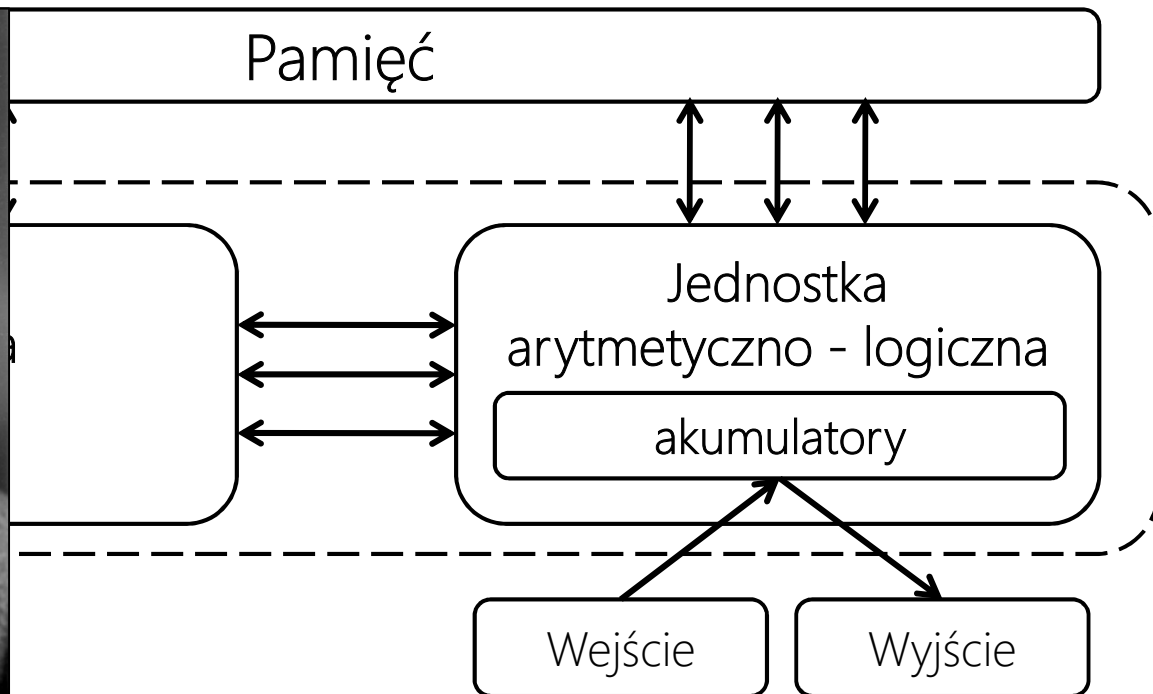 Pamięć
Jednostka
arytmetyczno - logiczna
akumulatory
Wejście
Wyjście